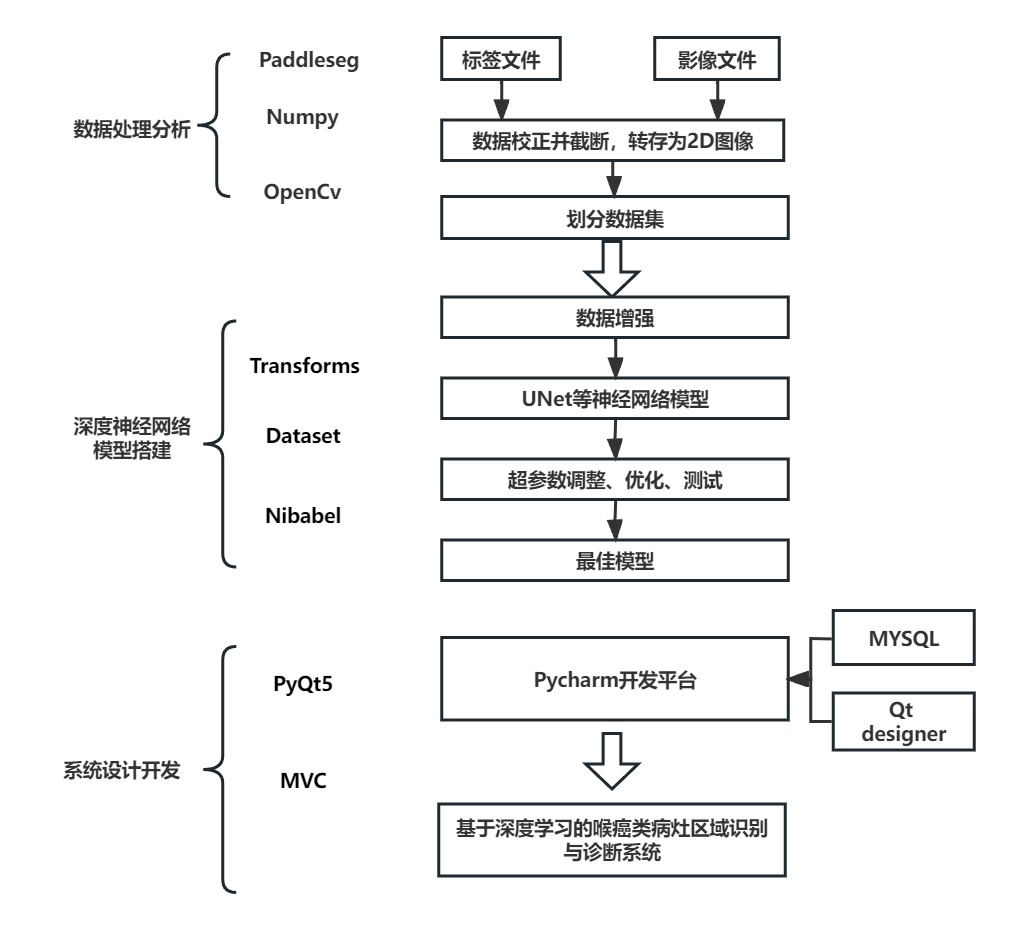 Paddleseg
标签文件
影像文件
Numpy
数据处理分析
数据校正并截断，转存为2D图像
OpenCv
划分数据集
数据增强
Transforms
UNet等神经网络模型
深度神经网络
模型搭建
Dataset
超参数调整、优化、测试
Nibabel
最佳模型
MYSQL
PyQt5
Pycharm开发平台
Qt
designer
系统设计开发
MVC
基于深度学习的喉癌类病灶区域识别
与诊断系统